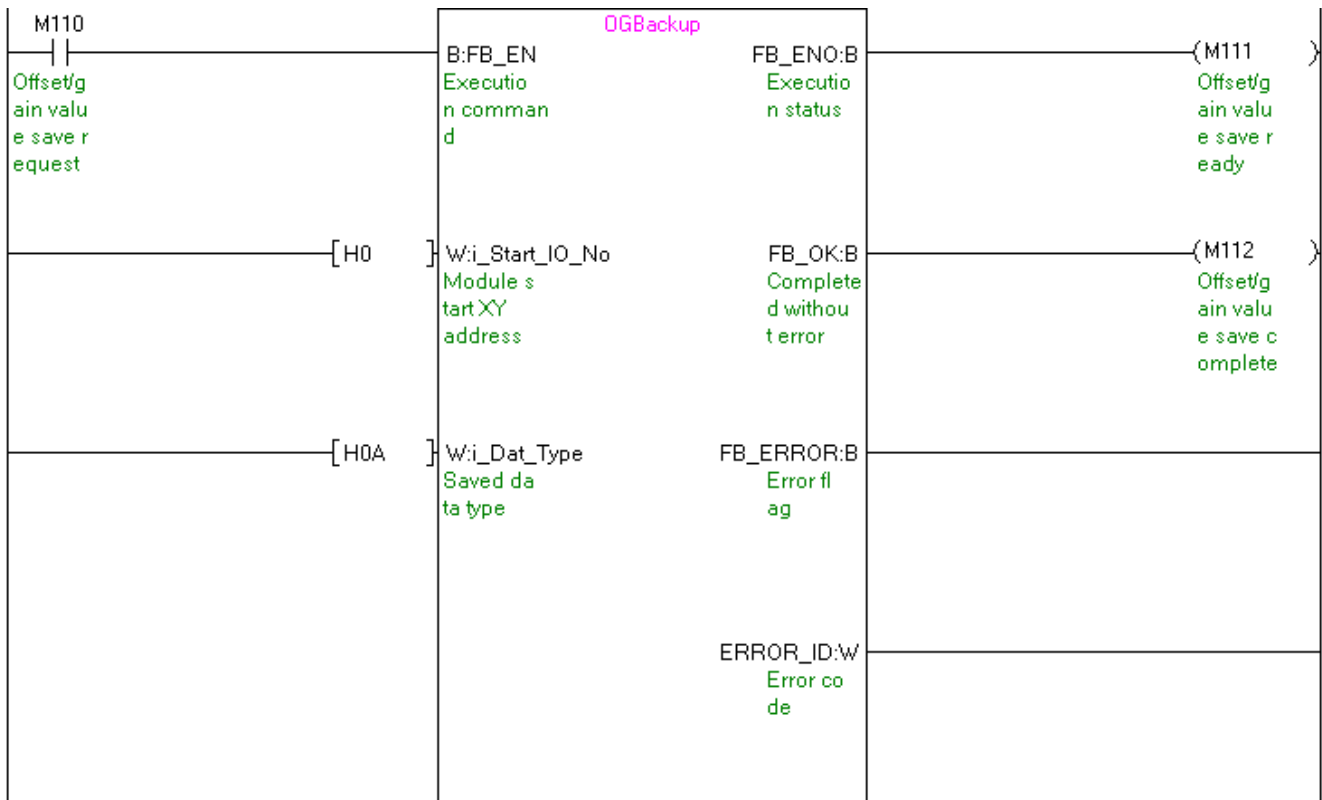 M110
OGBackup
B:FB_EN
FB_ENO:B
(M111 )
Offset/g
ain valu
e save r
equest
Executio
n comman
d
Executio
n status
Offset/g
ain valu
e save r
eady
[H0 ]
W:i_Start_IO_No
FB_OK:B
(M112 )
Module s
tart XY
address
Complete
d withou
t error
Offset/g
ain valu
e save c
omplete
[H0A ]
W:i_Dat_Type
FB_ERROR:B
Saved da
ta type
Error fl
ag
ERROR_ID:W
Error co
de